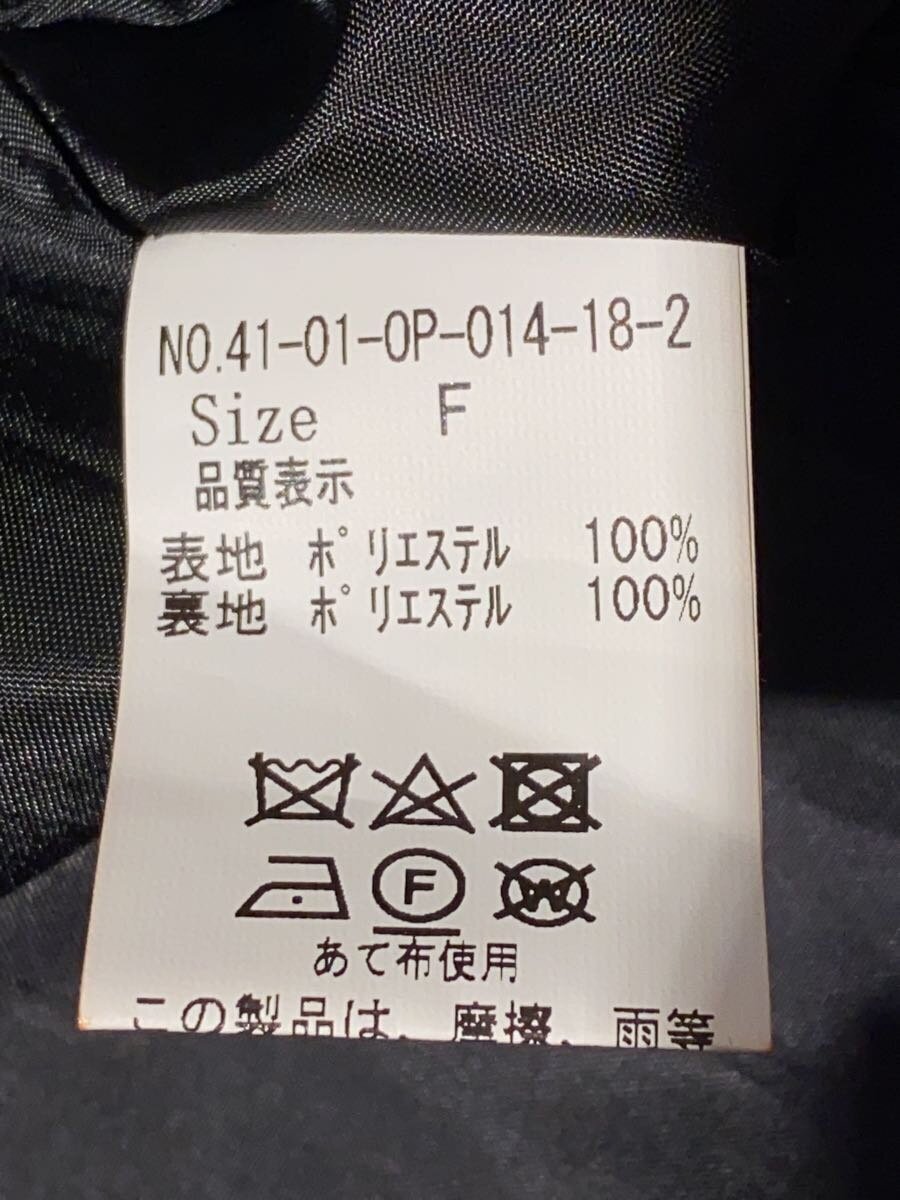 NO.41-01-OP-014-18-2
Size F
品質表示
表地 ポリエステル 100%
裏地 ポリエステル 100%
F
W
あて布使用
この製品は、摩擦、雨等